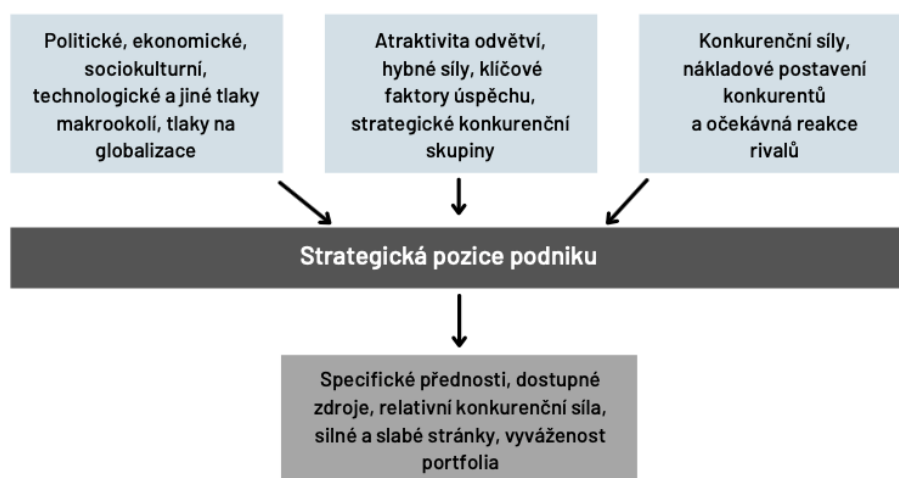 Politické, ekonomické,
sociokulturní,
technologické a jiné tlaky
makrookolí, tlaky na
globalizace
Atraktivita odvětví,
hybné síly, klíčové
faktory úspěchu,
strategické konkurenční
skupiny
Konkurenční síly,
nákladové postavení
konkurentů
a očekávná reakce
rivalů
Strategická pozice podniku
Specifické přednosti, dostupné
zdroje, relativní konkurenční síla,
silné a slabé stránky, vyváženost
portfolia